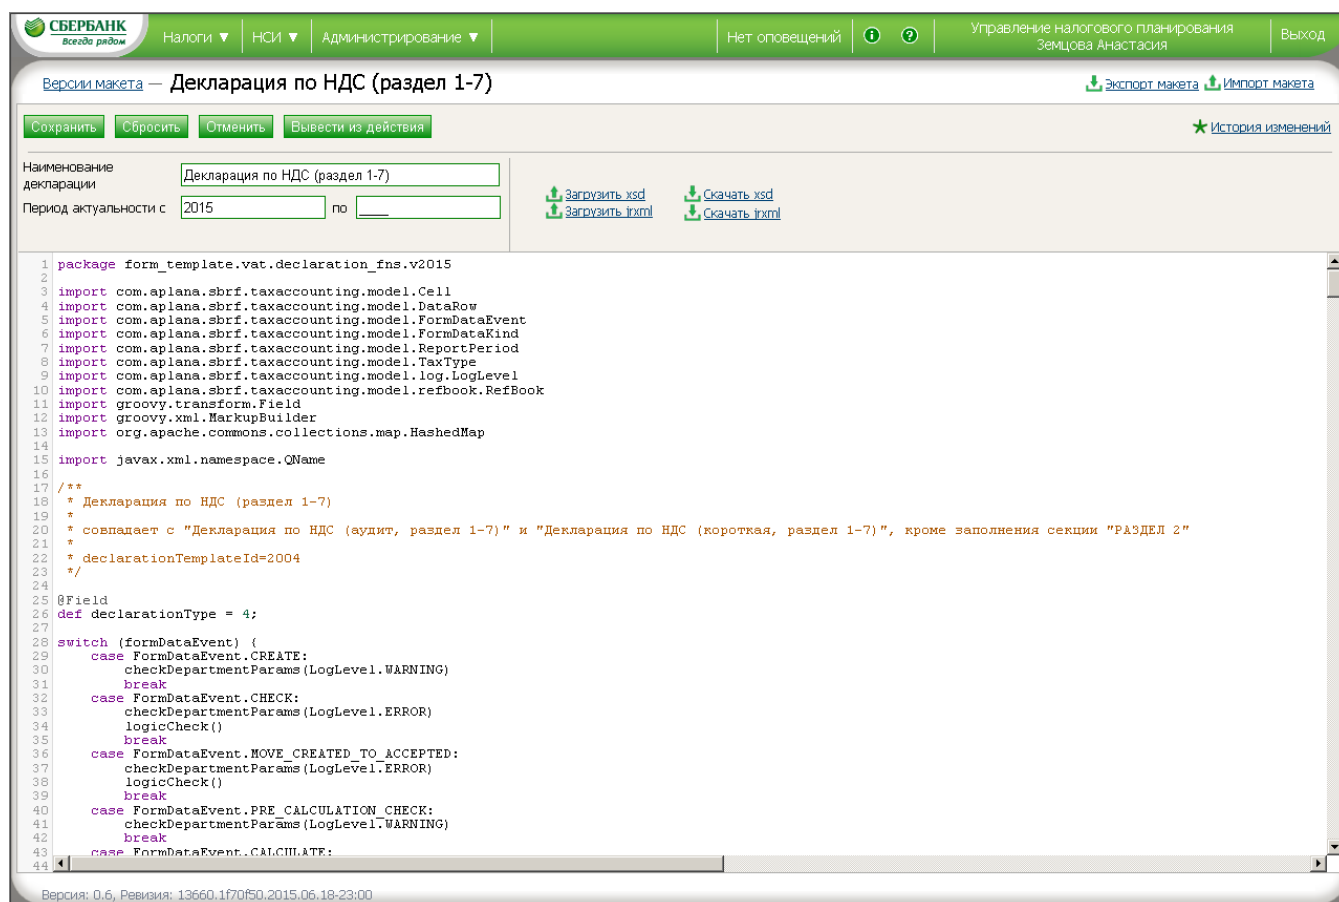 СБЕРБАНК
Всегда рядом
Налоги ▼ НСИ ▼ Администрирование ▼ Нет оповещений Управление налогового планирования
Земцова Анастасия
Выход
Версии макета — Декларация по НДС (раздел 1-7) Экспорт макета Импорт макета
Сохранить Сбросить Отменить Вывести из действия История изменений
Наименование
декларации
Декларация по НДС (раздел 1-7)
Период актуальности с 2015 по ____
Загрузить xsd Скачать xsd
Загрузить jrxml Скачать jrxml
1 package form_template.vat.declaration_fns.v2015
2
3 import com.aplana.sbrf.taxaccounting.model.Cell
4 import com.aplana.sbrf.taxaccounting.model.DataRow
5 import com.aplana.sbrf.taxaccounting.model.FormDataEvent
6 import com.aplana.sbrf.taxaccounting.model.FormDataKind
7 import com.aplana.sbrf.taxaccounting.model.ReportPeriod
8 import com.aplana.sbrf.taxaccounting.model.TaxType
9 import com.aplana.sbrf.taxaccounting.model.log.LogLevel
10 import com.aplana.sbrf.taxaccounting.model.refbook.RefBook
11 import groovy.transform.Field
12 import groovy.xml.MarkupBuilder
13 import org.apache.commons.collections.map.HashedMap
14
15 import javax.xml.namespace.QName
16
17 /**
18 * Декларация по НДС (раздел 1-7)
19 *
20 * совпадает с "Декларация по НДС (аудит, раздел 1-7)" и "Декларация по НДС (короткая, раздел 1-7)", кроме заполнения секции "РАЗДЕЛ 2"
21 *
22 * declarationTemplateId=2004
23 */
24
25 @Field
26 def declarationType = 4;
27
28 switch (formDataEvent) {
29 case FormDataEvent.CREATE:
30 checkDepartmentParams(LogLevel.WARNING)
31 break
32 case FormDataEvent.CHECK:
33 checkDepartmentParams(LogLevel.ERROR)
34 logicCheck()
35 break
36 case FormDataEvent.MOVE_CREATED_TO_ACCEPTED:
37 checkDepartmentParams(LogLevel.ERROR)
38 logicCheck()
39 break
40 case FormDataEvent.PRE_CALCULATION_CHECK:
41 checkDepartmentParams(LogLevel.WARNING)
42 break
43 case FormDataEvent.CALCULATE:
44
Версия: 0.6, Ревизия: 13660.1f70f50.2015.06.18-23:00